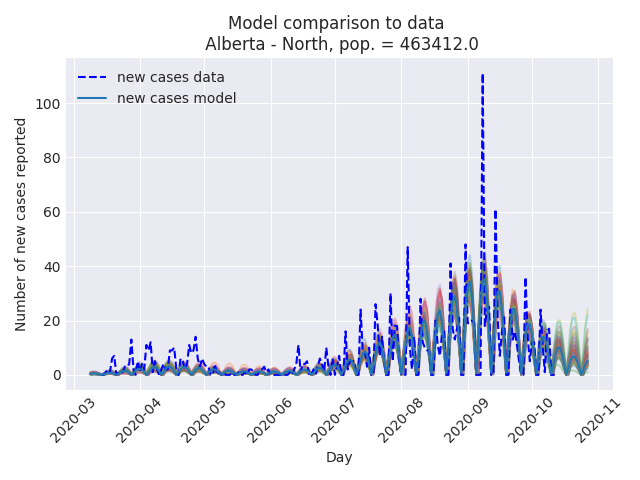 Model comparison to data
Alberta - North, pop. = 463412.0
new cases data
new cases model
Number of new cases reported
100
80
60
40
20
0
2020-03
2020-04
2020-05
2020-06
2020-07
2020-08
2020-09
2020-10
2020-11
Day